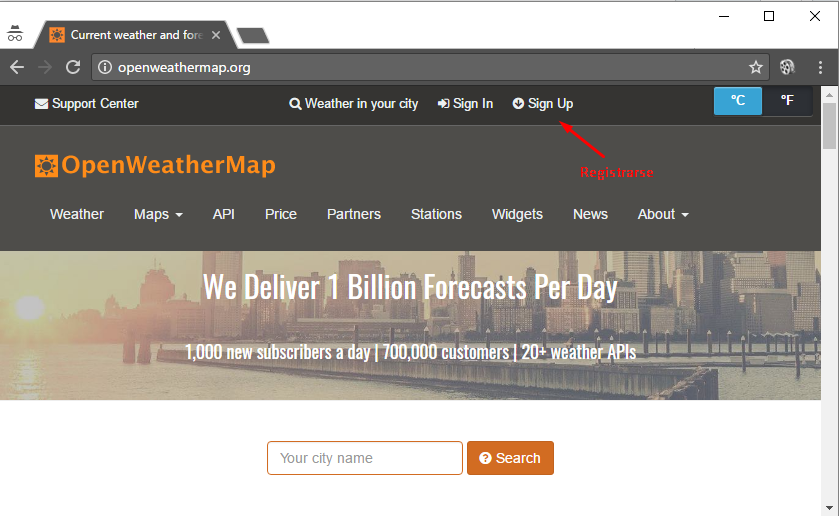 Current weather and fore
openweathermap.org
Support Center
Weather in your city
Sign In
Sign Up
ºC
ºF
Registrarse
OpenWeatherMap
Weather
Maps
API
Price
Partners
Stations
Widgets
News
About
We Deliver 1 Billion Forecasts Per Day
1,000 new subscribers a day | 700,000 customers | 20+ weather APIs
Your city name
Search